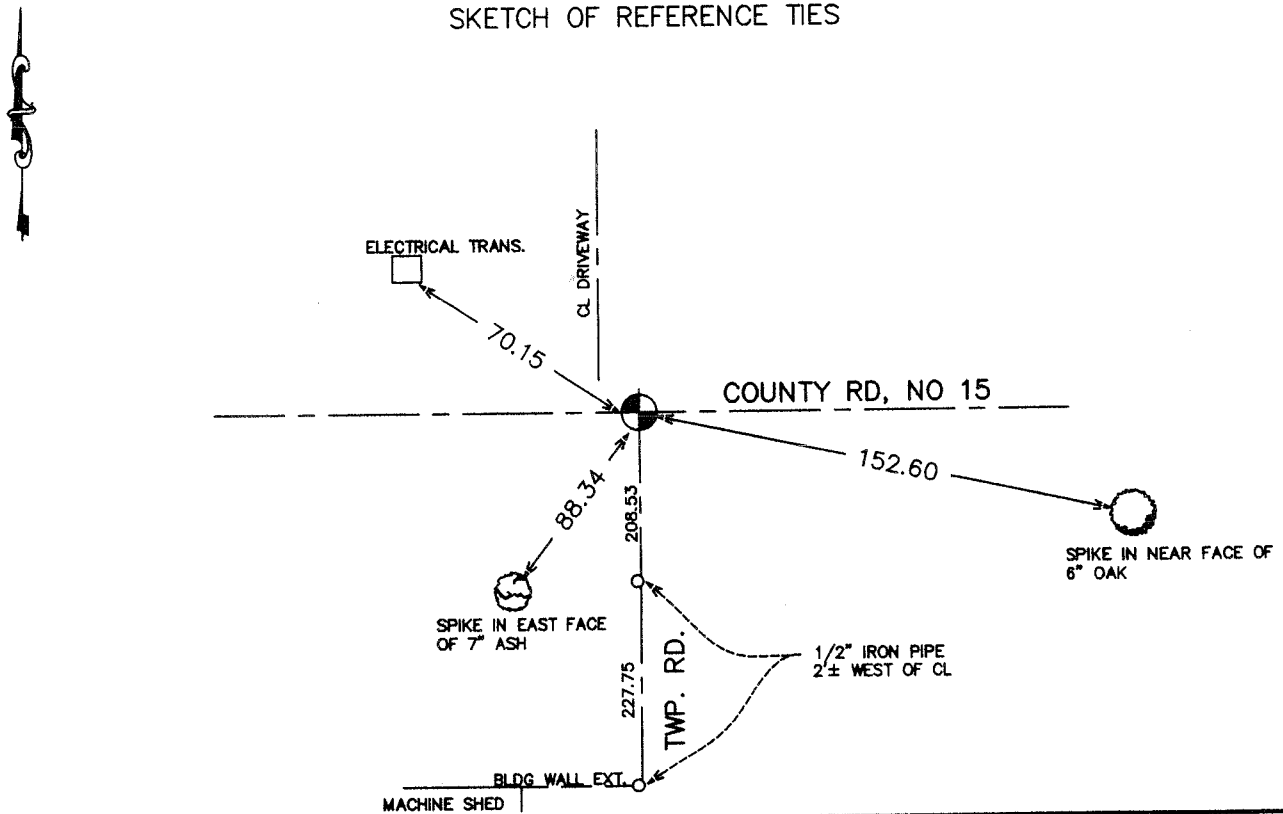 SKETCH OF REFERENCE TIES
ELECTRICAL TRANS.
CL DRIVEWAY
70.15
COUNTY RD, NO 15
152.60
88.34
208.53
SPIKE IN NEAR FACE OF
6" OAK
SPIKE IN EAST FACE
OF 7" ASH
1/2" IRON PIPE
2'± WEST OF CL
227.75
TWP. RD.
BLDG WALL EXT.
MACHINE SHED